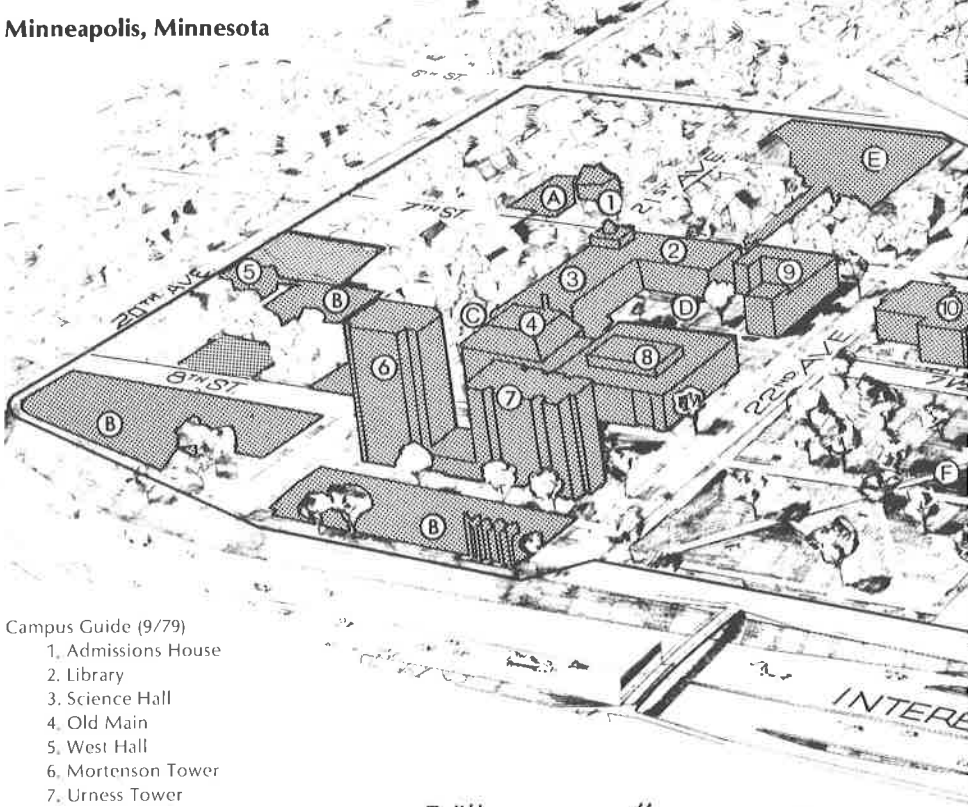 Minneapolis, Minnesota
6TH ST
E
A
1
21ST AVE
7TH ST
2
5
3
9
20TH AVE
B
C
D
10
4
6
8
8TH ST
7
22ND AVE
B
F
B
Campus Guide (9/79)
1. Admissions House
2. Library
3. Science Hall
4. Old Main
5. West Hall
6. Mortenson Tower
7. Urness Tower